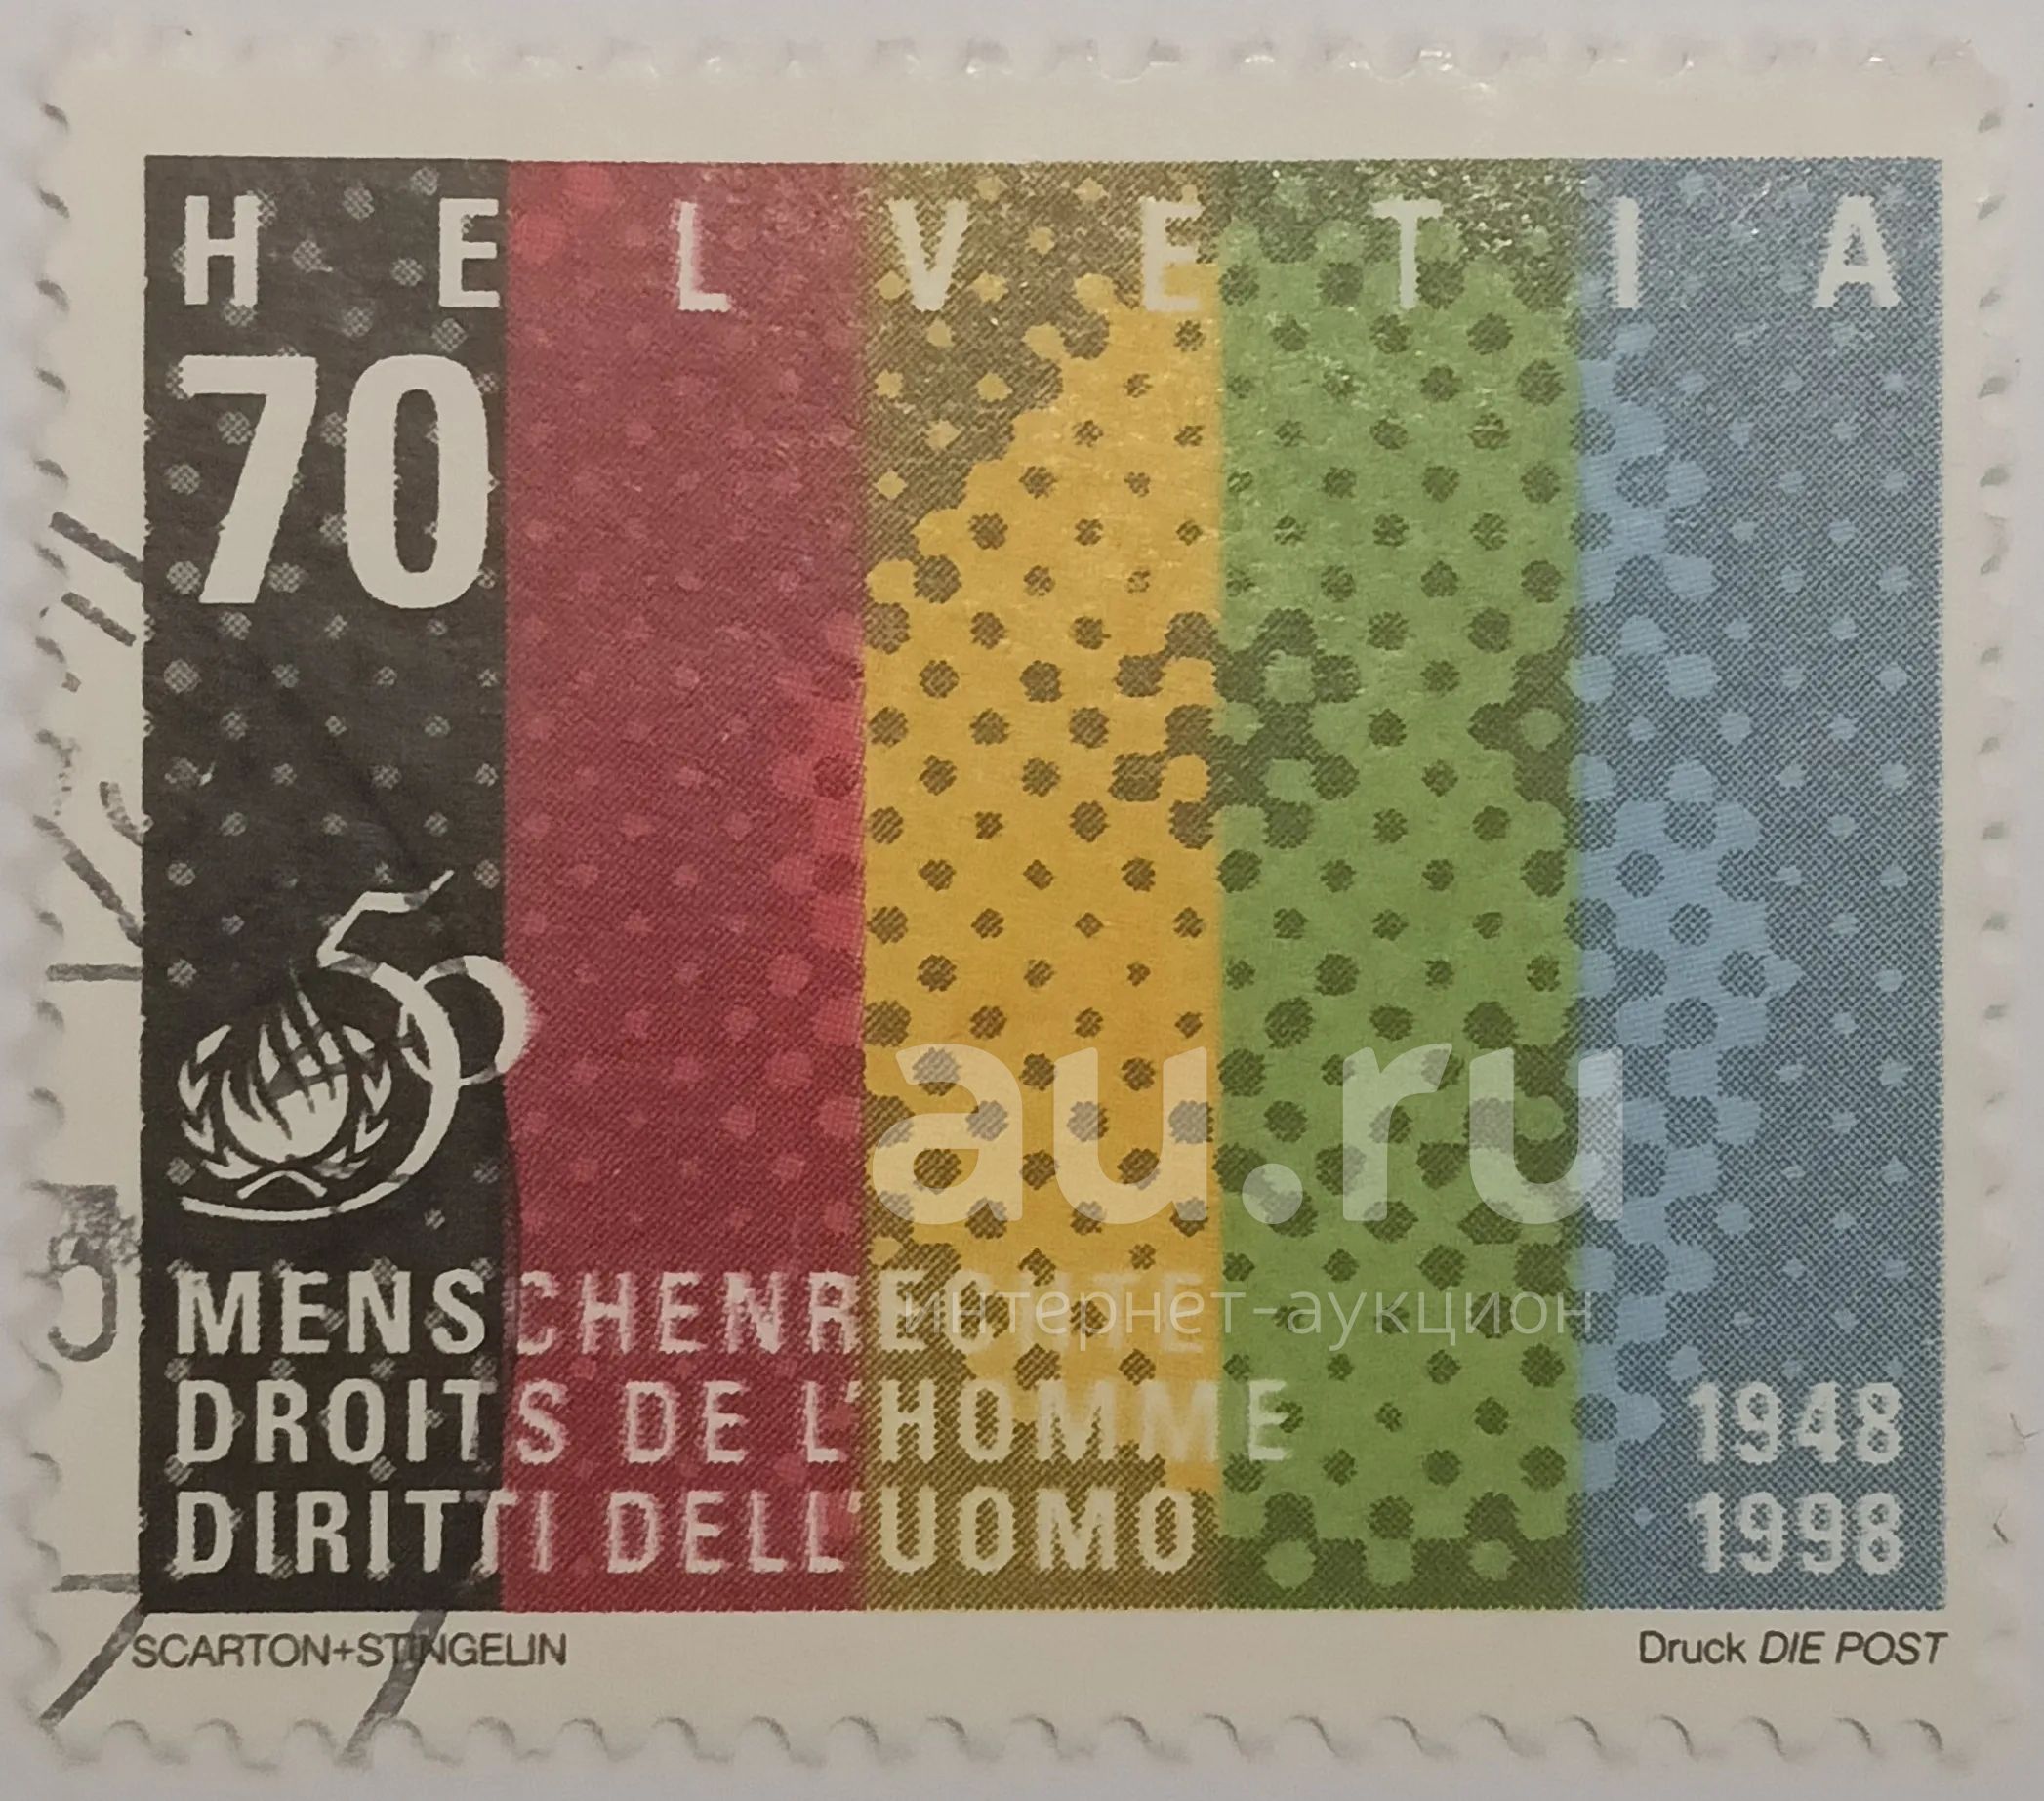 HELVETIA
70
50
MENSCHENRECHTE
DROITS DE L'HOMME
DIRITTI DELL'UOMO
1948
1998
SCARTON+STINGELIN
Druck DIE POST
au.ru
интернет-аукцион